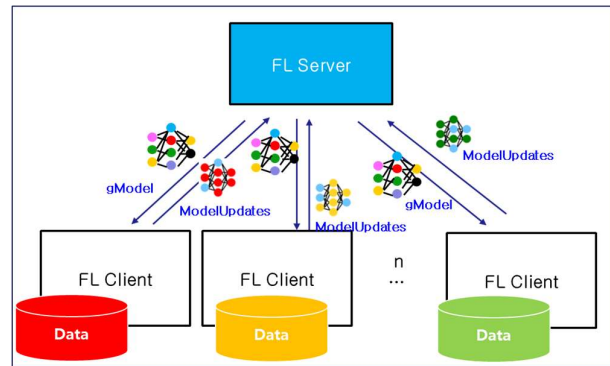 FL Server
gModel
ModelUpdates
ModelUpdates
gModel
ModelUpdates
FL Client
FL Client
n
...
FL Client
Data
Data
Data